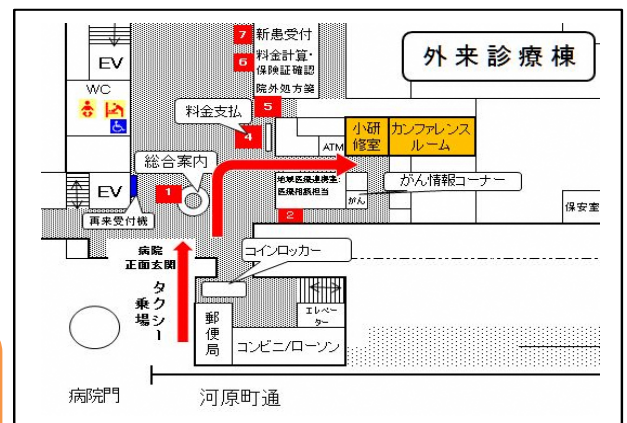 外来診療棟
7 新患受付
6 料金計算・
保険証確認
院外処方箋
5
EV
WC
料金支払
4
ATM
小研
修室
カンファレンス
ルーム
総合案内
1
地域医療連携室・
医療相談担当
がん
がん情報コーナー
2
EV
再来受付機
保安室
病院
正面玄関
コインロッカー
タクシー
乗場
エレベー
ター
郵便局
コンビニ/ローソン
病院門
河原町通